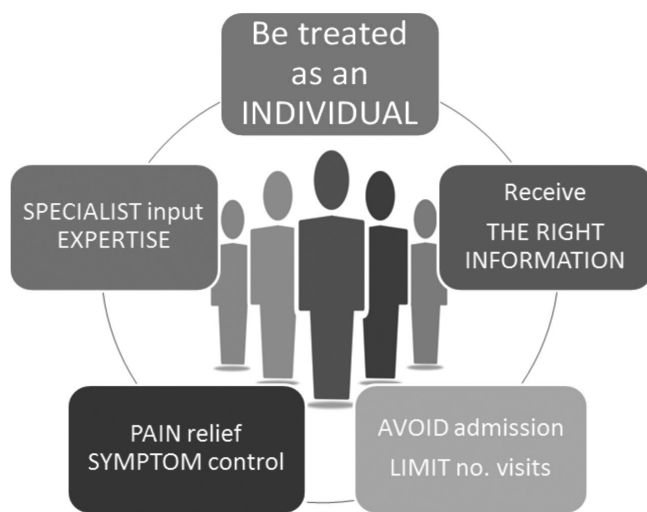 Be treated
as an
INDIVIDUAL
Receive
THE RIGHT
INFORMATION
AVOID admission
LIMIT no. visits
PAIN relief
SYMPTOM control
SPECIALIST input
EXPERTISE